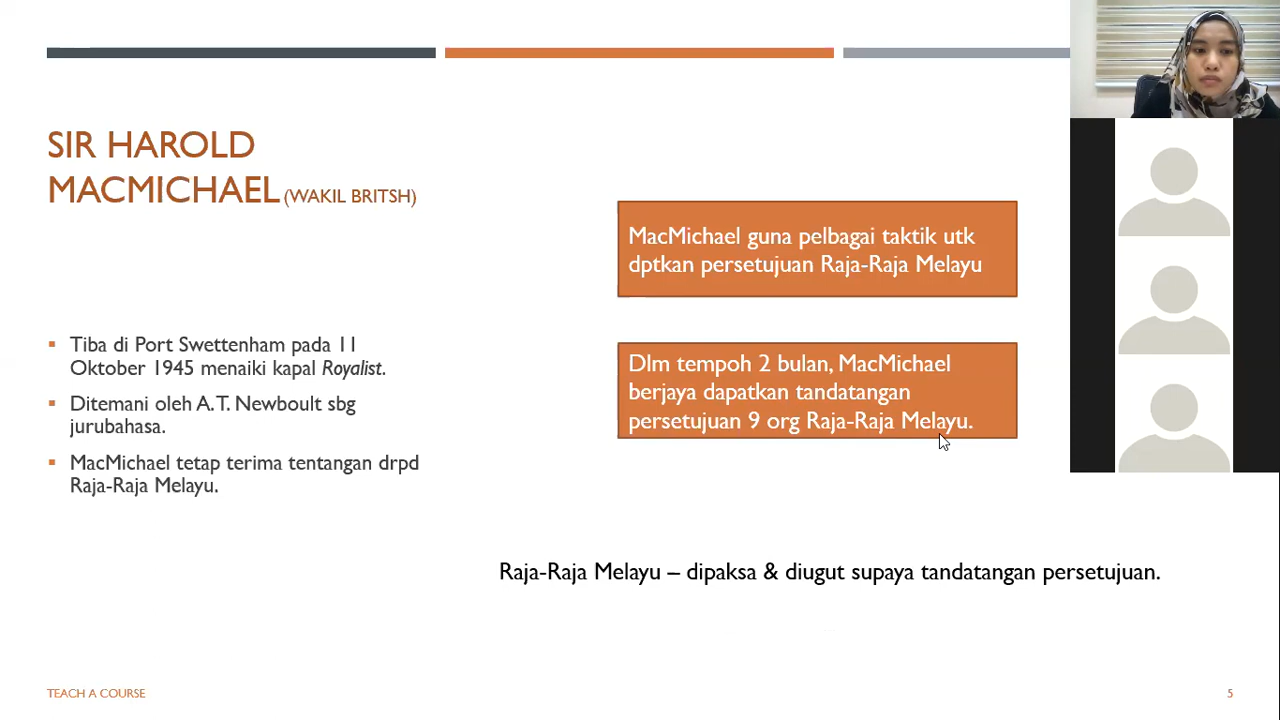 SIR HAROLD
MACMICHAEL (WAKIL BRITSH)
Tiba di Port Swettenham pada 11
Oktober 1945 menaiki kapal Royalist.
Ditemani oleh A.T. Newboult sbg
jurubahasa.
MacMichael tetap terima tentangan drpd
Raja-Raja Melayu.
MacMichael guna pelbagai taktik utk
dptkan persetujuan Raja-Raja Melayu
Dlm tempoh 2 bulan, MacMichael
berjaya dapatkan tandatangan
persetujuan 9 org Raja-Raja Melayu.
Raja-Raja Melayu – dipaksa & diugut supaya tandatangan persetujuan.
TEACH A COURSE
5